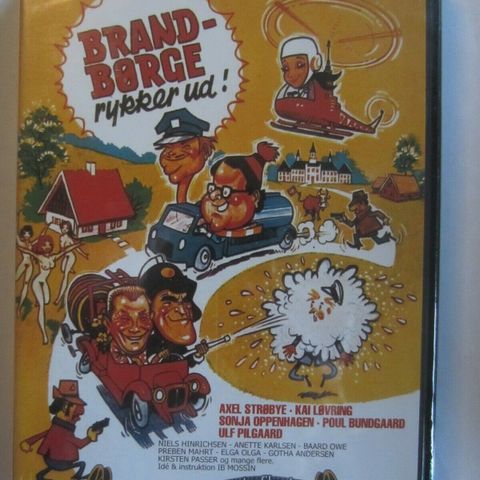 BRAND-
BØRGE
rykker ud!
AXEL STRØBYE · KAI LØVRING
SONJA OPPENHAGEN · POUL BUNDGAARD
ULF PILGAARD
NIELS HINRICHSEN - ANETTE KARLSEN - BAARD OWE
PREBEN MAHRT - ELGA OLGA - GOTHA ANDERSEN
KIRSTEN PASSER og mange flere.
Idé & instruktion IB MOSSIN